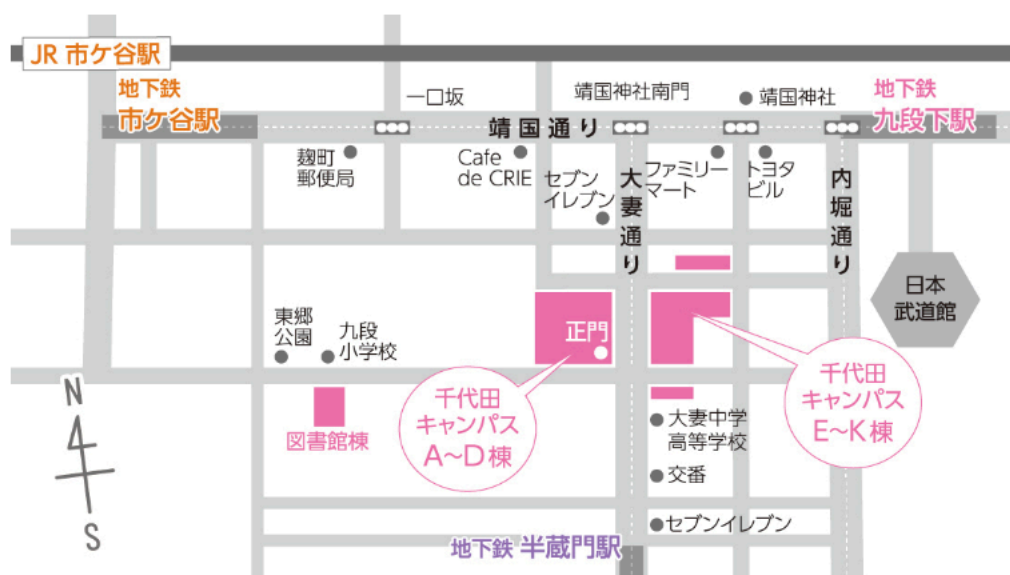 JR 市ケ谷駅
地下鉄
市ケ谷駅
一口坂
靖国神社南門
靖国神社
地下鉄
九段下駅
靖国通り
麹町
郵便局
Cafe
de CRIE
セブン
イレブン
大妻通り
ファミリー
マート
トヨタ
ビル
内堀通り
日本
武道館
正門
東郷
公園
九段
小学校
図書館棟
千代田
キャンパス
A～D棟
千代田
キャンパス
E～K棟
大妻中学
高等学校
交番
セブンイレブン
地下鉄 半蔵門駅
N
S